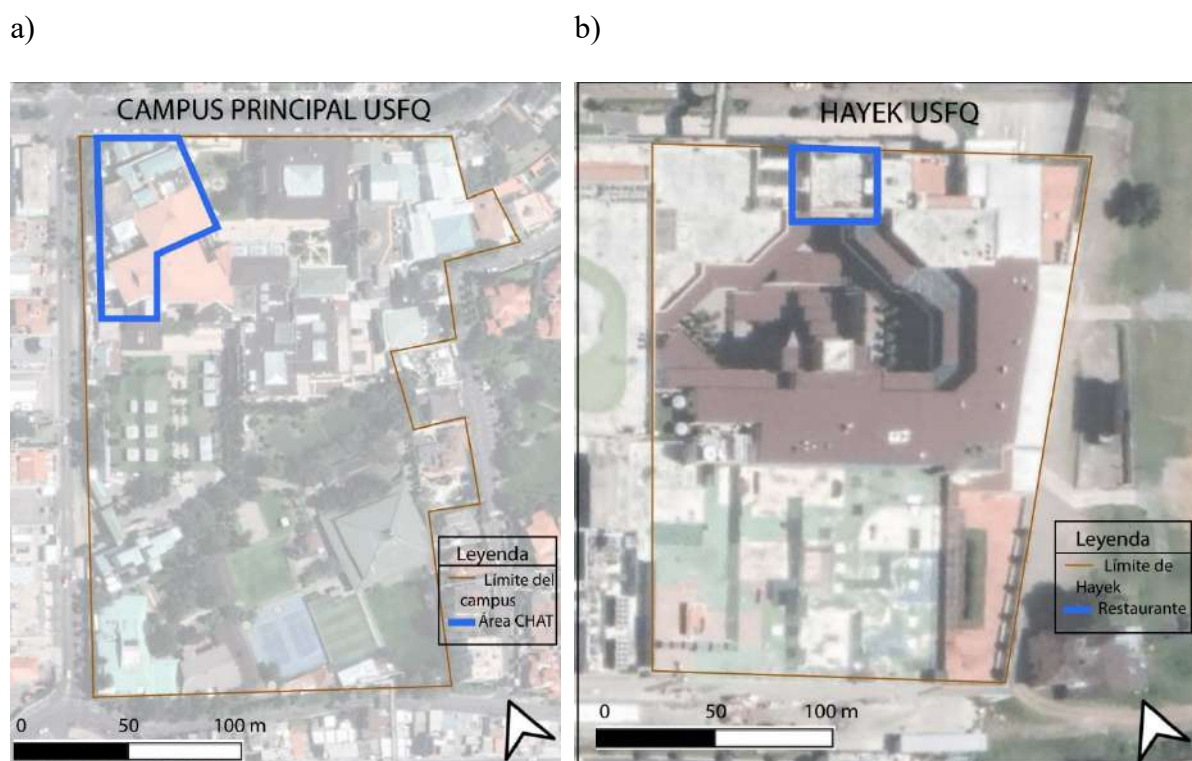 a)
b)
CAMPUS PRINCIPAL USFQ
Leyenda
Límite del
campus
Área CHAT
0 50 100 m
HAYEK USFQ
Leyenda
Límite de
Hayek
Restaurante
0 50 100 m